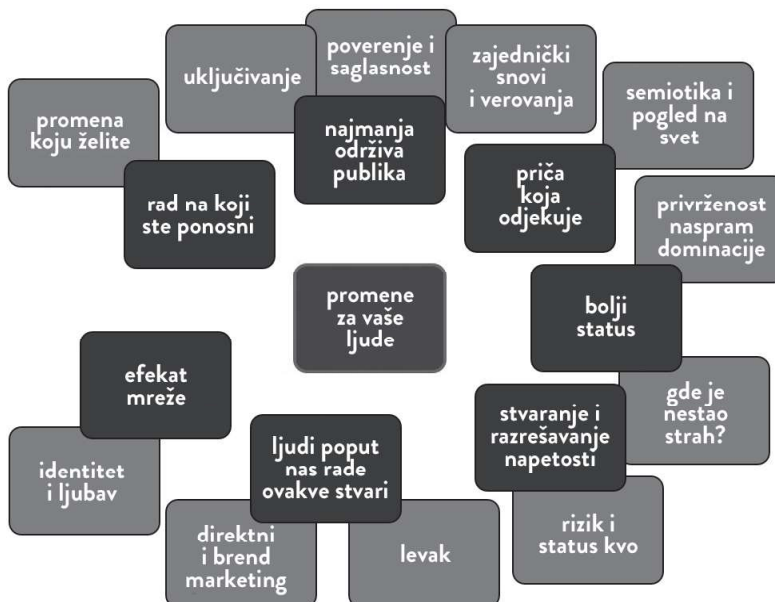 poverenje i
saglasnost
uključivanje
zajednički
snovi
i verovanja
semiotika i
pogled na
svet
promena
koju želite
najmanja
održiva
publika
priča
koja
odjekuje
rad na koji
ste ponosni
privrženost
naspram
dominacije
promene
za vaše
ljude
bolji
status
efekat
mreže
gde je
nestao
strah?
stvaranje i
razrešavanje
napetosti
ljudi poput
nas rade
ovakve stvari
identitet
i ljubav
rizik i
status kvo
direktni
i brend
marketing
levak